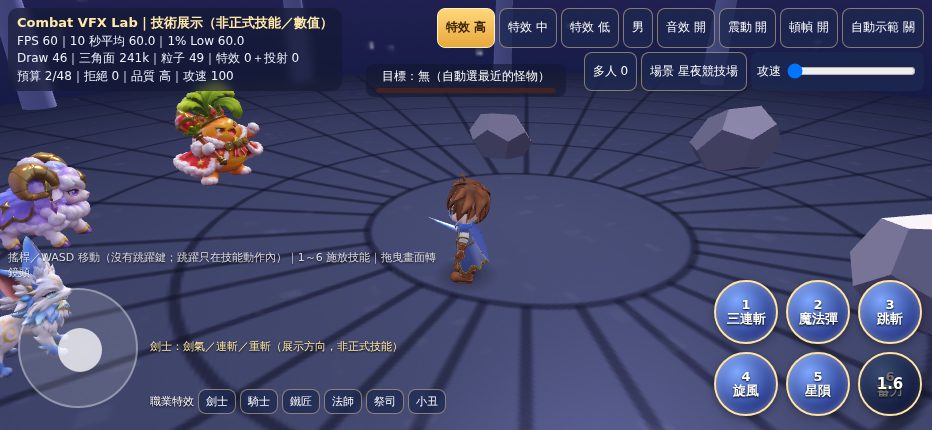 Combat VFX Lab｜技術展示（非正式技能／數值）
FPS 60｜10 秒平均 60.0｜1% Low 60.0
Draw 46｜三角面 241k｜粒子 49｜特效 0＋投射 0
預算 2/48｜拒絕 0｜品質 高｜攻速 100
特效 高
特效 中
特效 低
男
音效 開
震動 開
頓幀 開
自動示範 關
多人 0
場景 星夜競技場
攻速
目標：無（自動選最近的怪物）
搖桿／WASD 移動（沒有跳躍鍵；跳躍只在技能動作內）｜1～6 施放技能｜拖曳畫面轉
鏡頭
劍士：劍氣／連斬／重斬（展示方向，非正式技能）
職業特效
劍士
騎士
鐵匠
法師
祭司
小丑
1
三連斬
2
魔法彈
3
跳斬
4
旋風
5
星隕
6
1.6